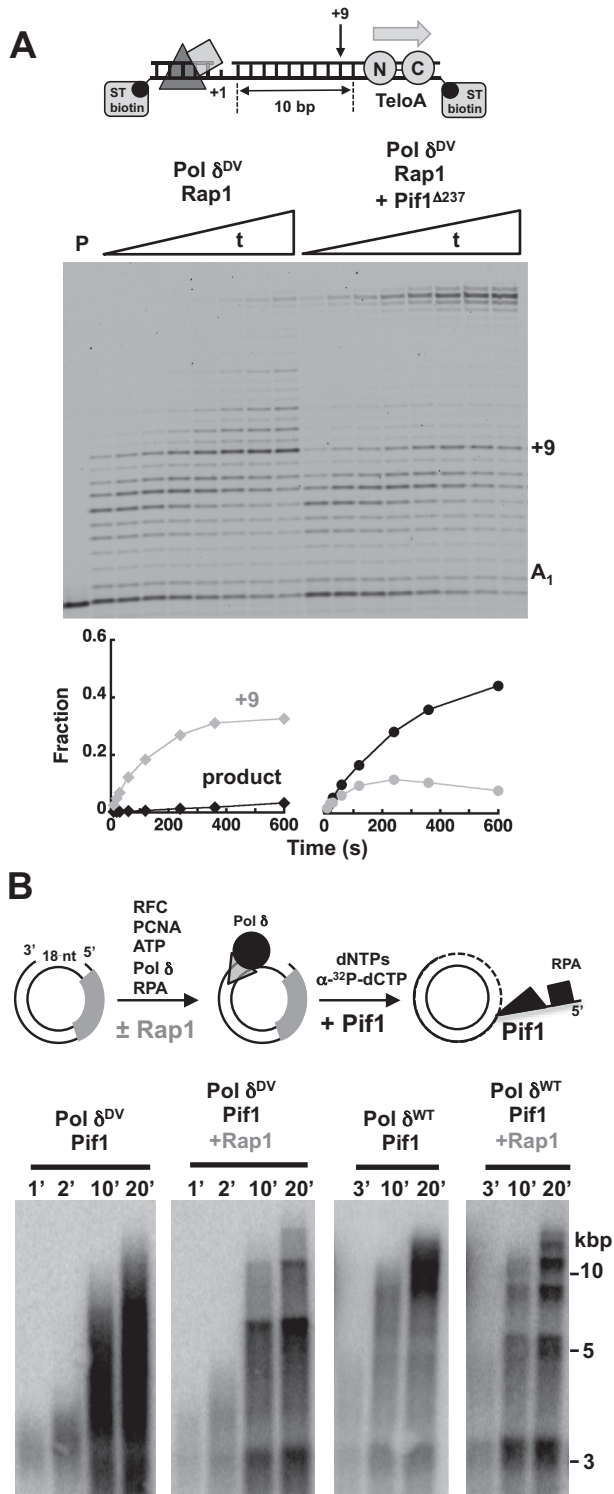 A
+9
ST
biotin
+1
10 bp
N
C
TeloA
ST
biotin
Pol δDV
Rap1
Pol δDV
Rap1
+ Pif1Δ237
P
t
t
+9
A1
0.6
0.4
0.2
0
Fraction
+9
product
0 200 400 600
0 200 400 600
Time (s)
B
3’ 18 nt 5’
RFC
PCNA
ATP
Pol δ
RPA
± Rap1
Pol δ
dNTPs
α-32P-dCTP
+ Pif1
RPA
Pif1
5’
Pol δDV
Pif1
1’ 2’ 10’ 20’
Pol δDV
Pif1
+Rap1
1’ 2’ 10’ 20’
Pol δWT
Pif1
3’ 10’ 20’
Pol δWT
Pif1
+Rap1
3’ 10’ 20’
kbp
10
5
3